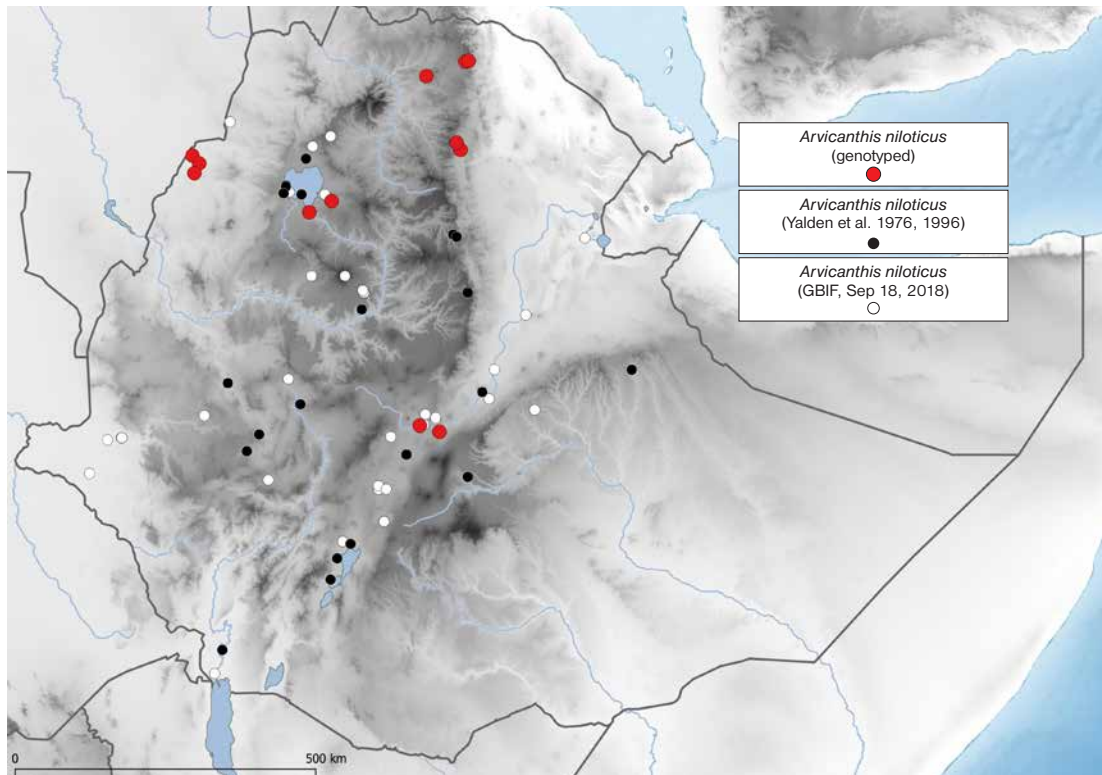 Arvicanthis niloticus
(genotyped)
Arvicanthis niloticus
(Yalden et al. 1976, 1996)
Arvicanthis niloticus
(GBIF, Sep 18, 2018)
0 500 km